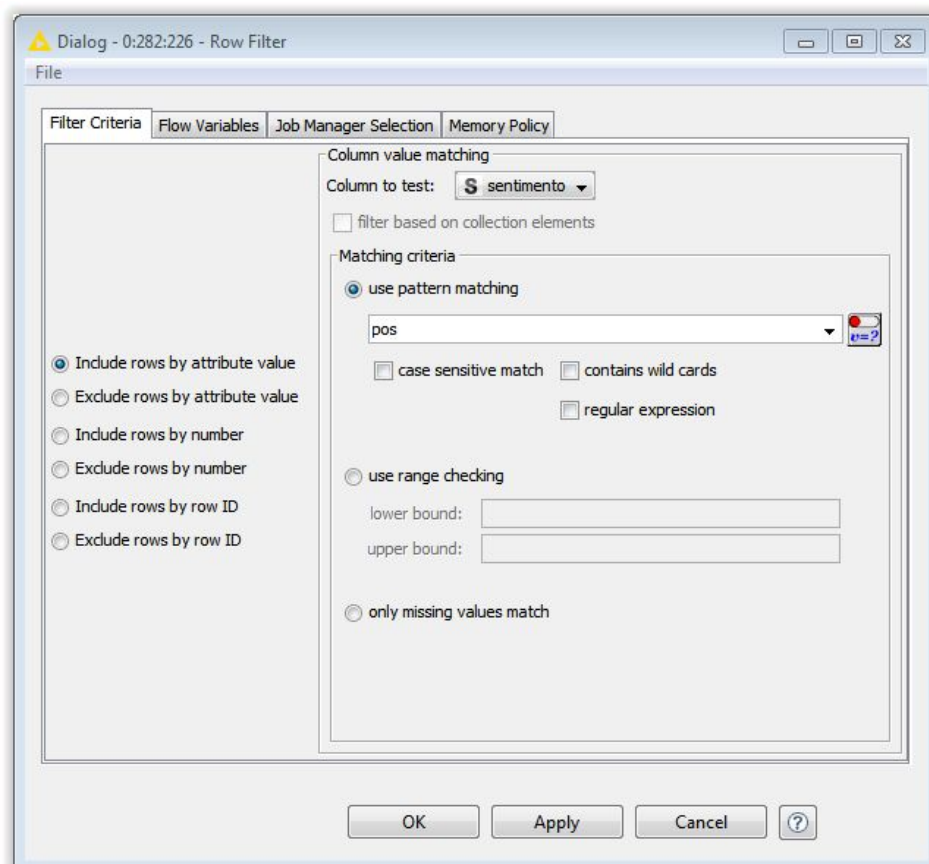 Dialog - 0:282:226 - Row Filter
File
Filter Criteria Flow Variables Job Manager Selection Memory Policy
Column value matching
Column to test: S sentimento
filter based on collection elements
Matching criteria
use pattern matching
pos
v=?
case sensitive match contains wild cards
regular expression
use range checking
lower bound:
upper bound:
only missing values match
Include rows by attribute value
Exclude rows by attribute value
Include rows by number
Exclude rows by number
Include rows by row ID
Exclude rows by row ID
OK Apply Cancel ?